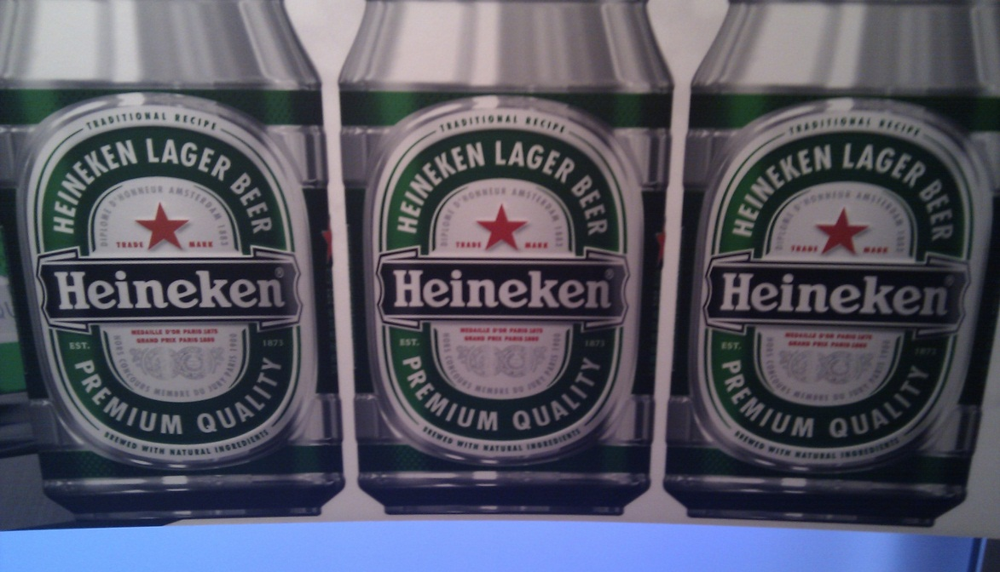 TRADITIONAL RECIPE
HEINEKEN LAGER BEER
DIPLOME D'HONNEUR AMSTERDAM 1883
TRADE MARK
Heineken®
MEDAILLE D'OR PARIS 1875
GRAND PRIX PARIS 1889
HORS CONCOURS MEMBRE DU JURY PARIS 1900
EST. 1873
PREMIUM QUALITY
BREWED WITH NATURAL INGREDIENTS
TRADITIONAL RECIPE
HEINEKEN LAGER BEER
DIPLOME D'HONNEUR AMSTERDAM 1883
TRADE MARK
Heineken®
MEDAILLE D'OR PARIS 1875
GRAND PRIX PARIS 1889
HORS CONCOURS MEMBRE DU JURY PARIS 1900
EST. 1873
PREMIUM QUALITY
BREWED WITH NATURAL INGREDIENTS
TRADITIONAL RECIPE
HEINEKEN LAGER BEER
DIPLOME D'HONNEUR AMSTERDAM 1883
TRADE MARK
Heineken®
MEDAILLE D'OR PARIS 1875
GRAND PRIX PARIS 1889
HORS CONCOURS MEMBRE DU JURY PARIS 1900
EST. 1873
PREMIUM QUALITY
BREWED WITH NATURAL INGREDIENTS